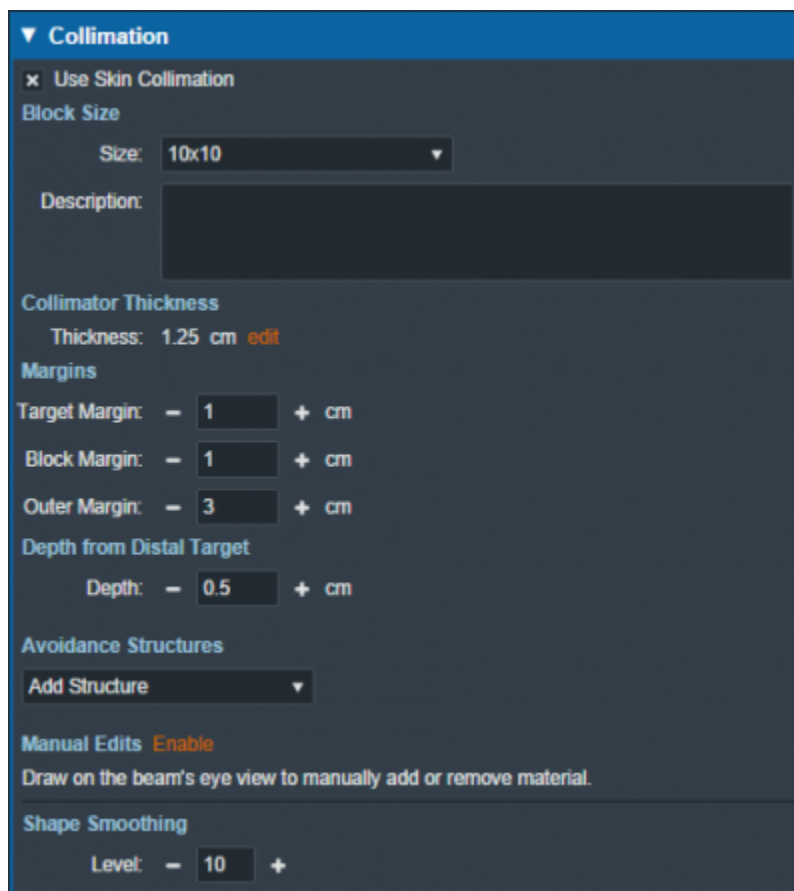 ▼ Collimation
× Use Skin Collimation
Block Size
Size: 10x10 ▼
Description:
Collimator Thickness
Thickness: 1.25 cm edit
Margins
Target Margin: − 1 + cm
Block Margin: − 1 + cm
Outer Margin: − 3 + cm
Depth from Distal Target
Depth: − 0.5 + cm
Avoidance Structures
Add Structure ▼
Manual Edits Enable
Draw on the beam's eye view to manually add or remove material.
Shape Smoothing
Level: − 10 +